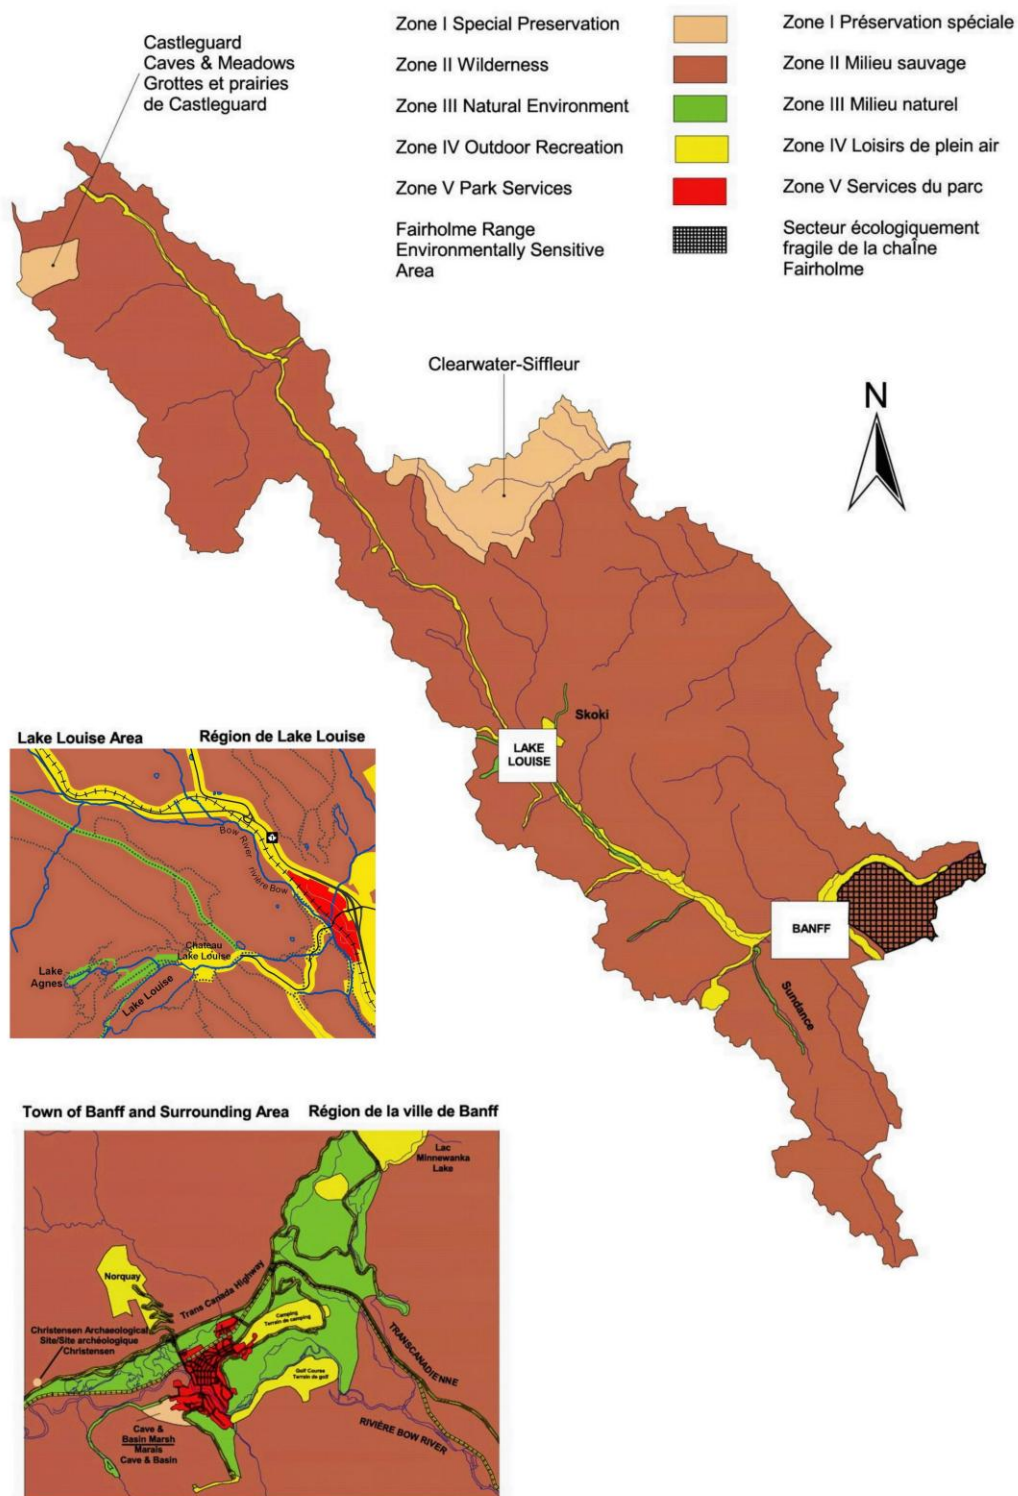 Zone I Special Preservation
Zone I Préservation spéciale
Zone II Wilderness
Zone II Milieu sauvage
Zone III Natural Environment
Zone III Milieu naturel
Zone IV Outdoor Recreation
Zone IV Loisirs de plein air
Zone V Park Services
Zone V Services du parc
Fairholme Range
Environmentally Sensitive
Area
Secteur écologiquement
fragile de la chaîne
Fairholme
Castleguard
Caves & Meadows
Grottes et prairies
de Castleguard
Clearwater-Siffleur
N
Skoki
LAKE
LOUISE
BANFF
Sundance
Lake Louise Area
Région de Lake Louise
Bow River
rivière Bow
Chateau
Lake Louise
Lake
Agnes
Lake Louise
Town of Banff and Surrounding Area
Région de la ville de Banff
Lac
Minnewanka
Lake
Norquay
Trans Canada Highway
Camping
Terrain de camping
Christensen Archaeological
Site/Site archéologique
Christensen
TRANSCANADIENNE
Golf Course
Terrain de golf
RIVIÈRE BOW RIVER
Cave &
Basin Marsh
Marais
Cave & Basin